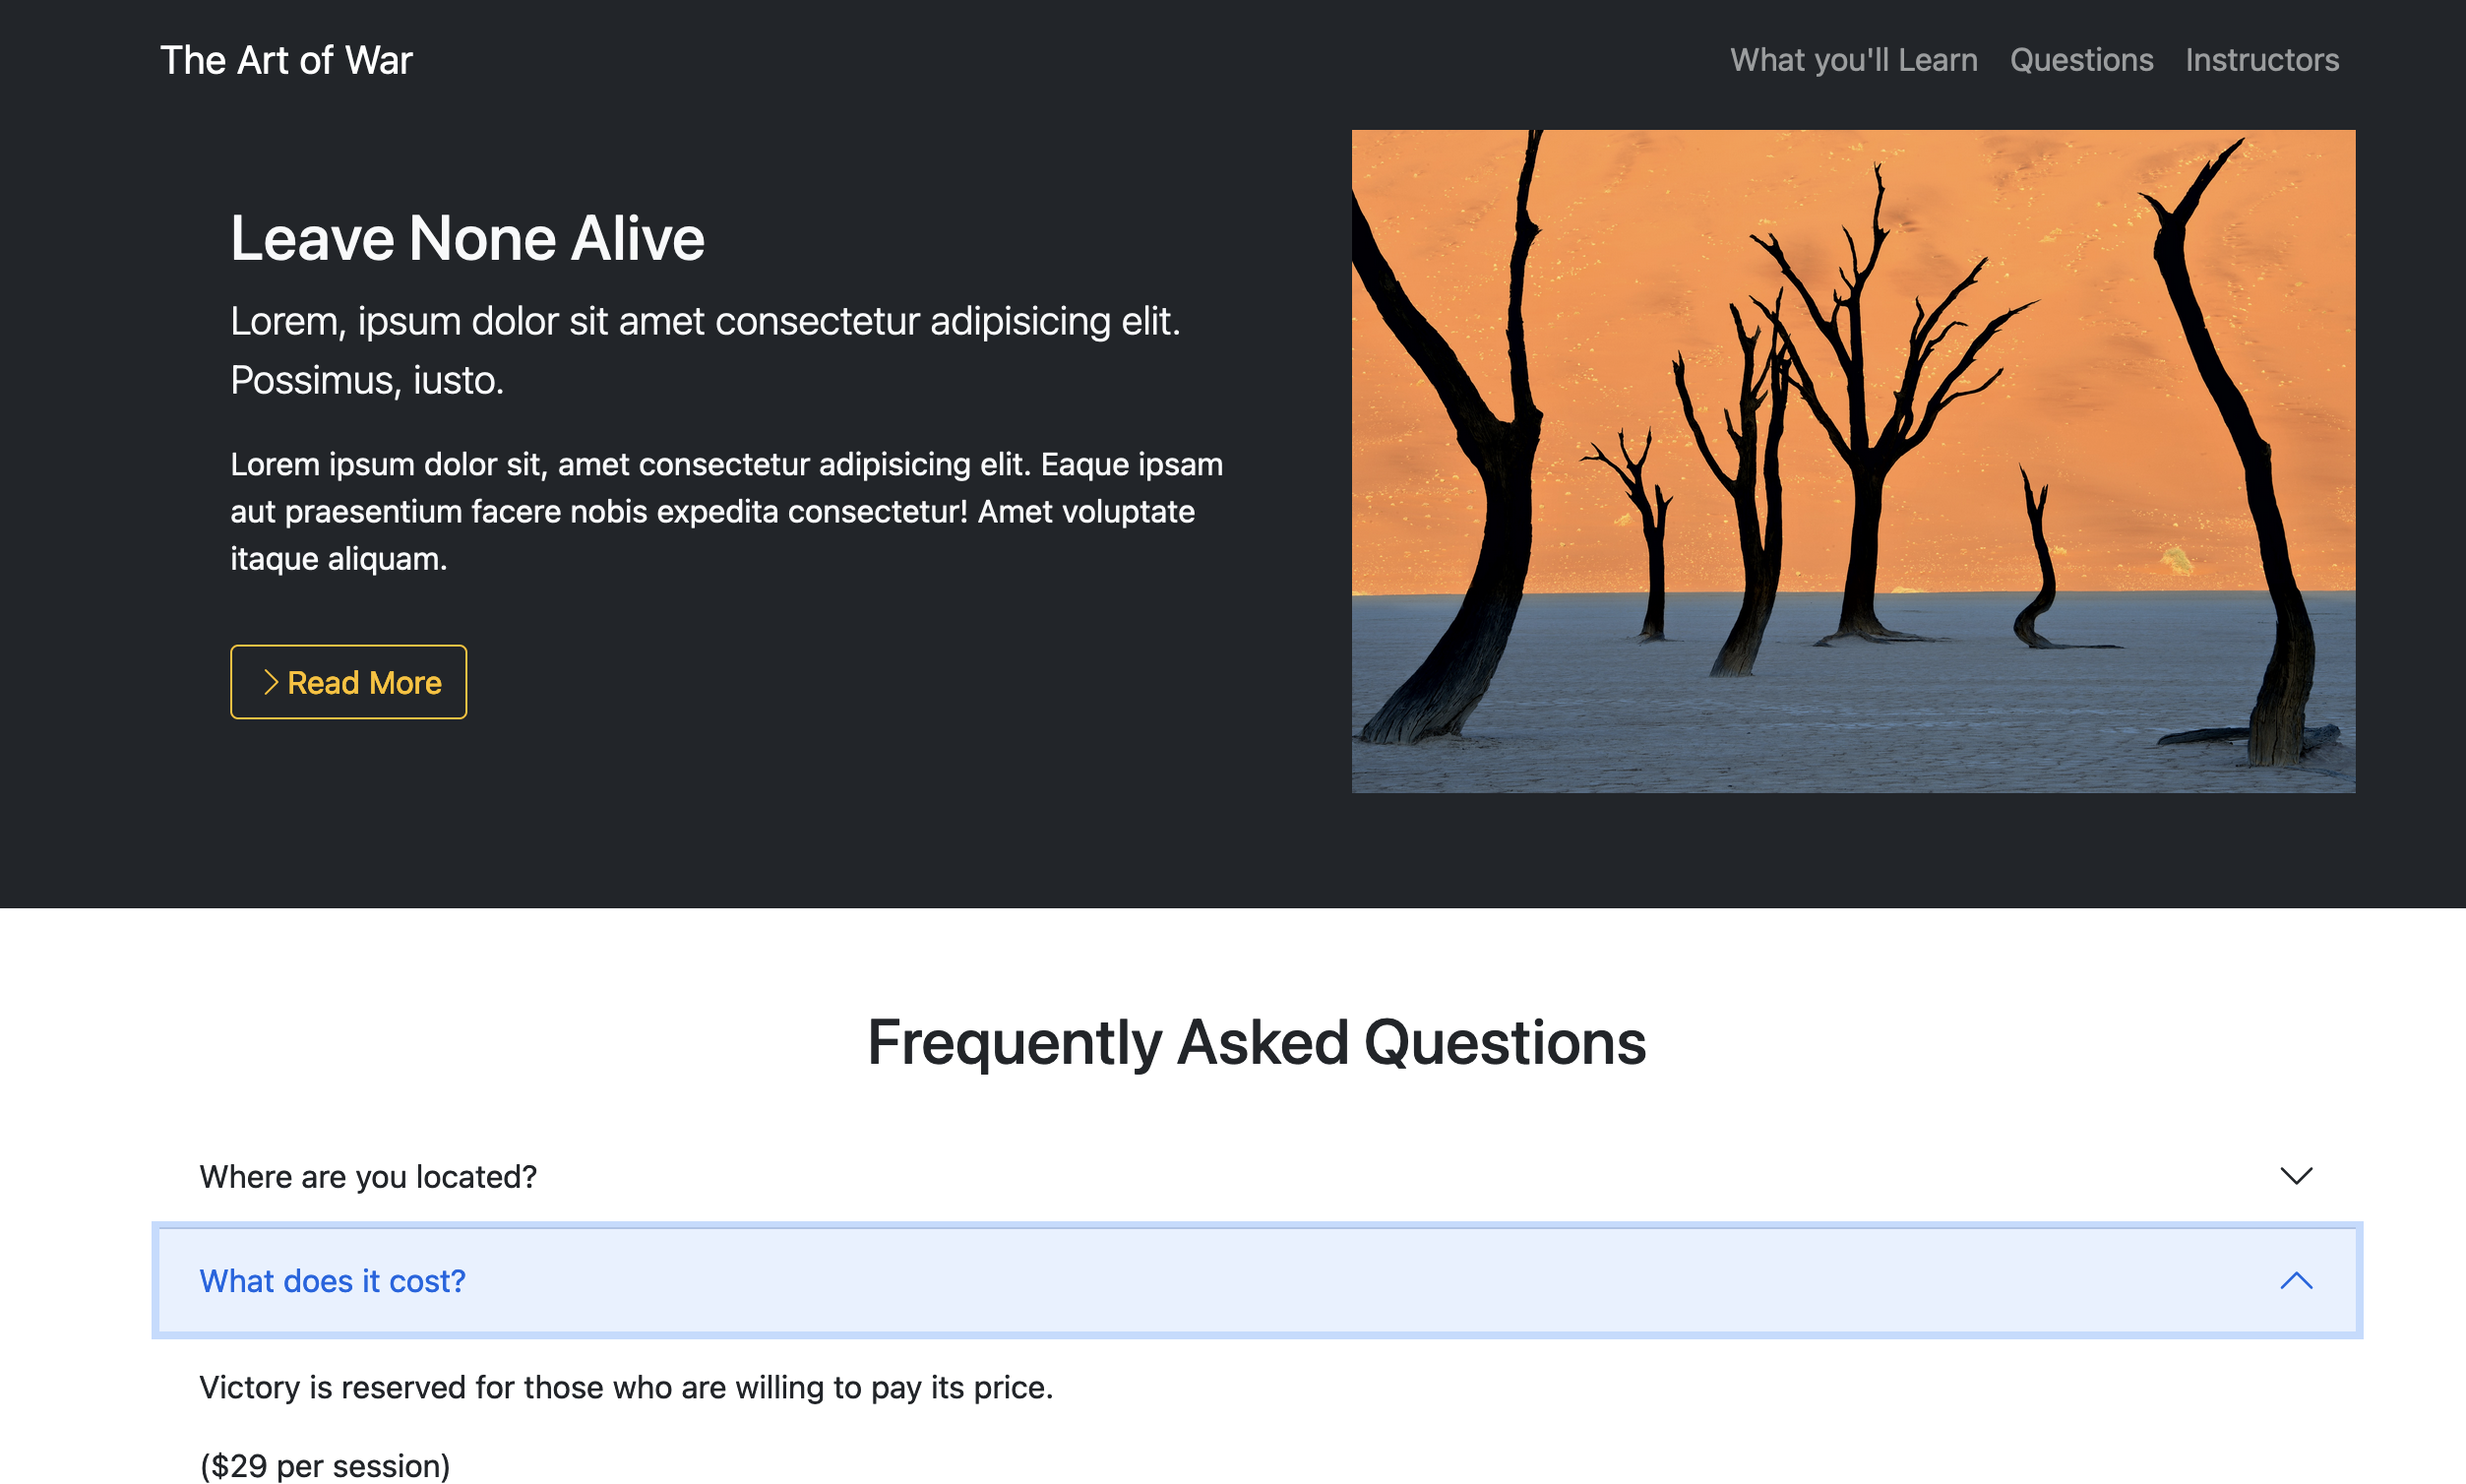 The Art of War
What you'll Learn
Questions
Instructors
Leave None Alive
Lorem, ipsum dolor sit amet consectetur adipisicing elit.
Possimus, iusto.
Lorem ipsum dolor sit, amet consectetur adipisicing elit. Eaque ipsam
aut praesentium facere nobis expedita consectetur! Amet voluptate
itaque aliquam.
Read More
Frequently Asked Questions
Where are you located?
What does it cost?
Victory is reserved for those who are willing to pay its price.
($29 per session)